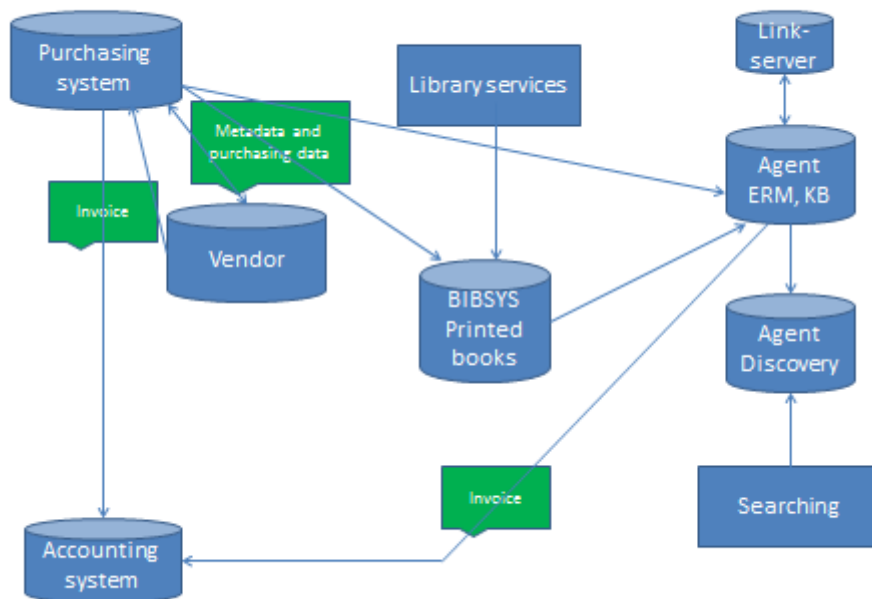 Purchasing
system
Library services
Link-
server
Metadata and
purchasing data
Agent
ERM, KB
Invoice
Vendor
BIBSYS
Printed
books
Agent
Discovery
Invoice
Searching
Accounting
system